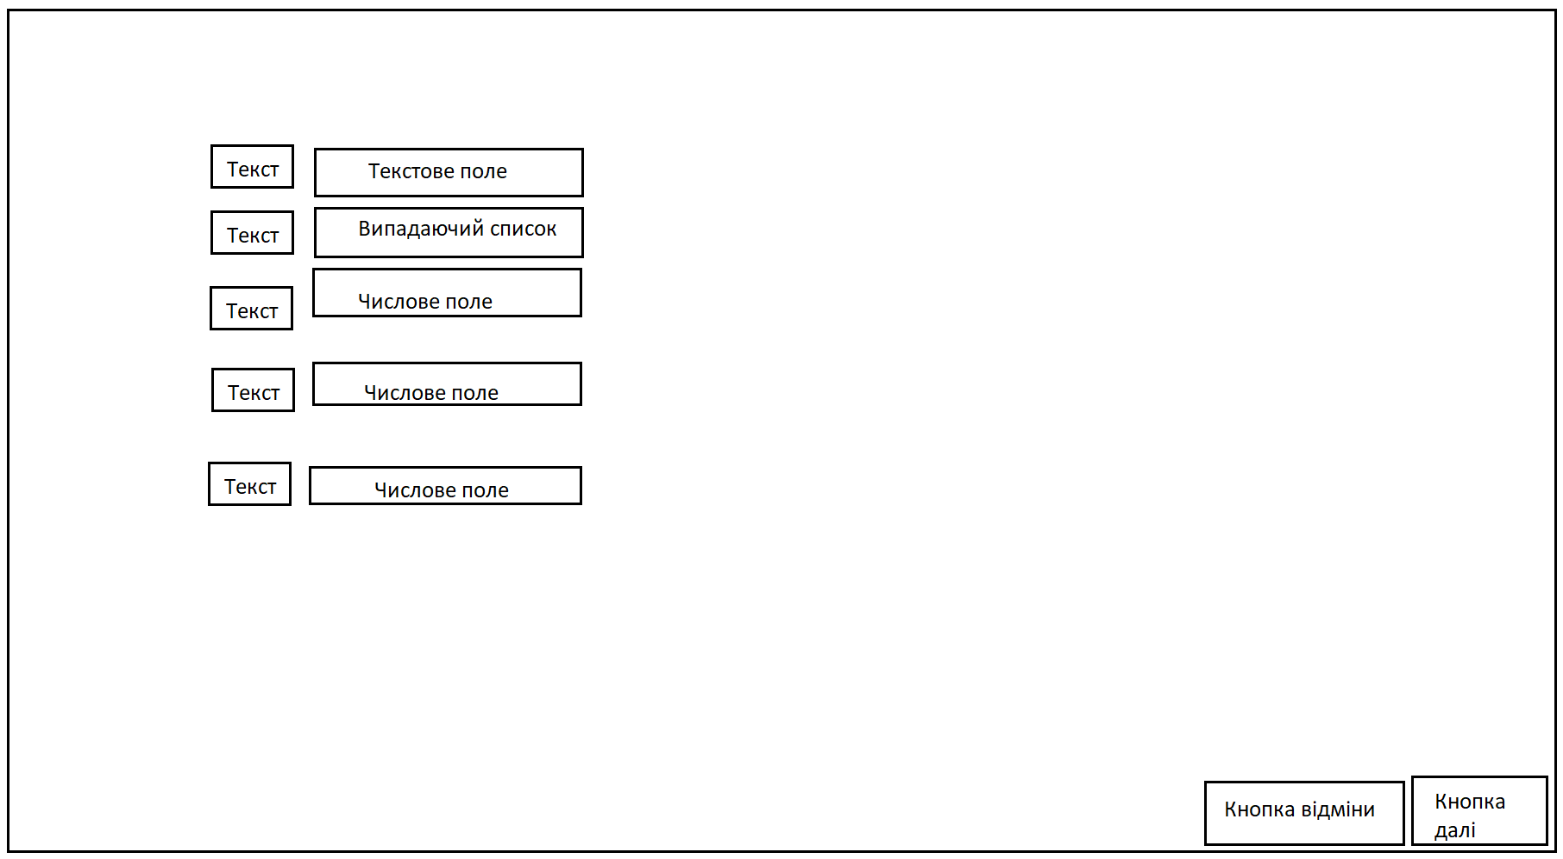 Текст
Текстове поле
Текст
Випадаючий список
Текст
Числове поле
Текст
Числове поле
Текст
Числове поле
Кнопка відміни
Кнопка
далі